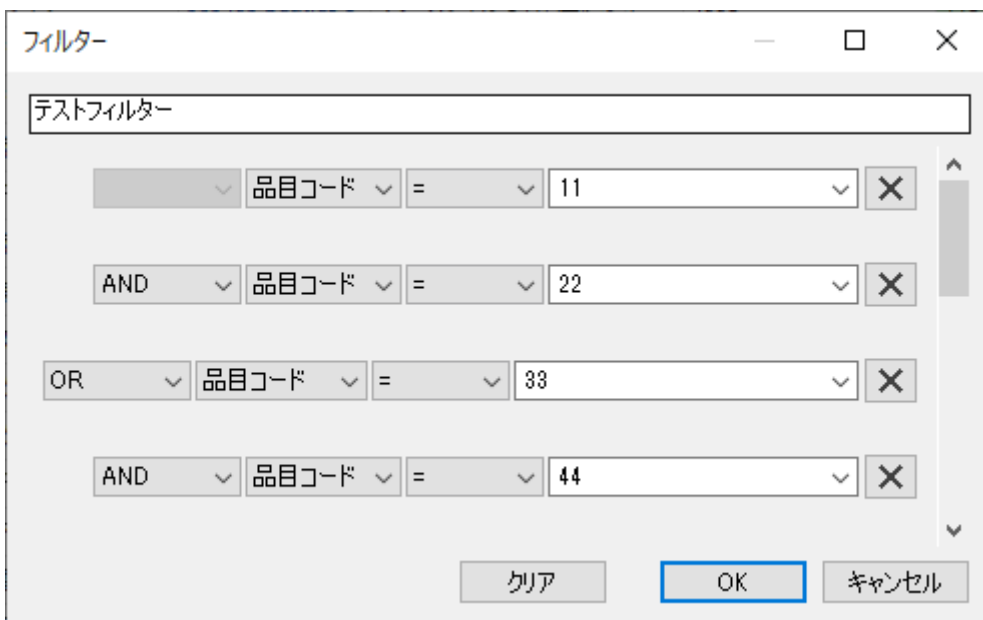 フィルター
テストフィルター
品目コード = 11
AND 品目コード = 22
OR 品目コード = 33
AND 品目コード = 44
クリア OK キャンセル